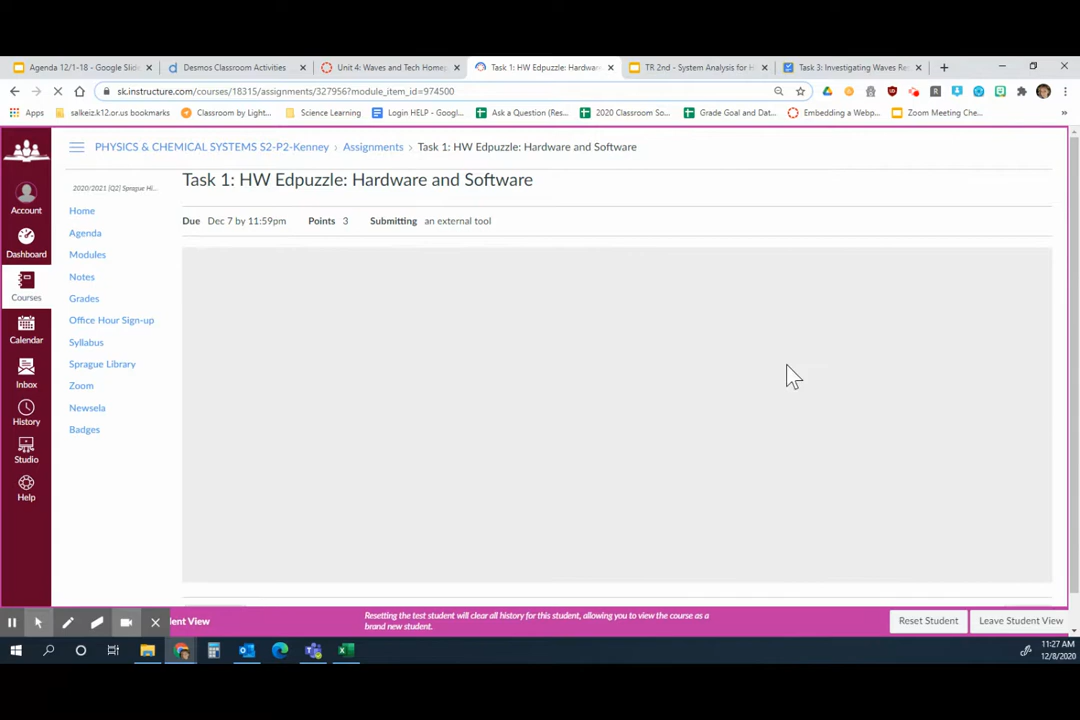 Agenda 12/1-18 - Google Slid
Desmos Classroom Activities
Unit 4: Waves and Tech Homep
Task 1: HW Edpuzzle: Hardwar
TR 2nd - System Analysis for H
Task 3: Investigating Waves Re
sk.instructure.com/courses/18315/assignments/327956?module_item_id=974500
salkeiz.k12.or.us bookmarks
Classroom by Light...
Science Learning
Login HELP - Googl...
Ask a Question (Res...
2020 Classroom So...
Grade Goal and Dat...
Embedding a Webp...
Zoom Meeting Che...
PHYSICS & CHEMICAL SYSTEMS S2-P2-Kenney › Assignments › Task 1: HW Edpuzzle: Hardware and Software
Account
Dashboard
Courses
Calendar
Inbox
History
Studio
Help
2020/2021 |Q2| Sprague Hi...
Home
Agenda
Modules
Notes
Grades
Office Hour Sign-up
Syllabus
Sprague Library
Zoom
Newsela
Badges
Task 1: HW Edpuzzle: Hardware and Software
Due Dec 7 by 11:59pm Points 3 Submitting an external tool
dent View
Resetting the test student will clear all history for this student, allowing you to view the course as a
brand new student.
Reset Student
Leave Student View
11:27 AM
12/8/2020